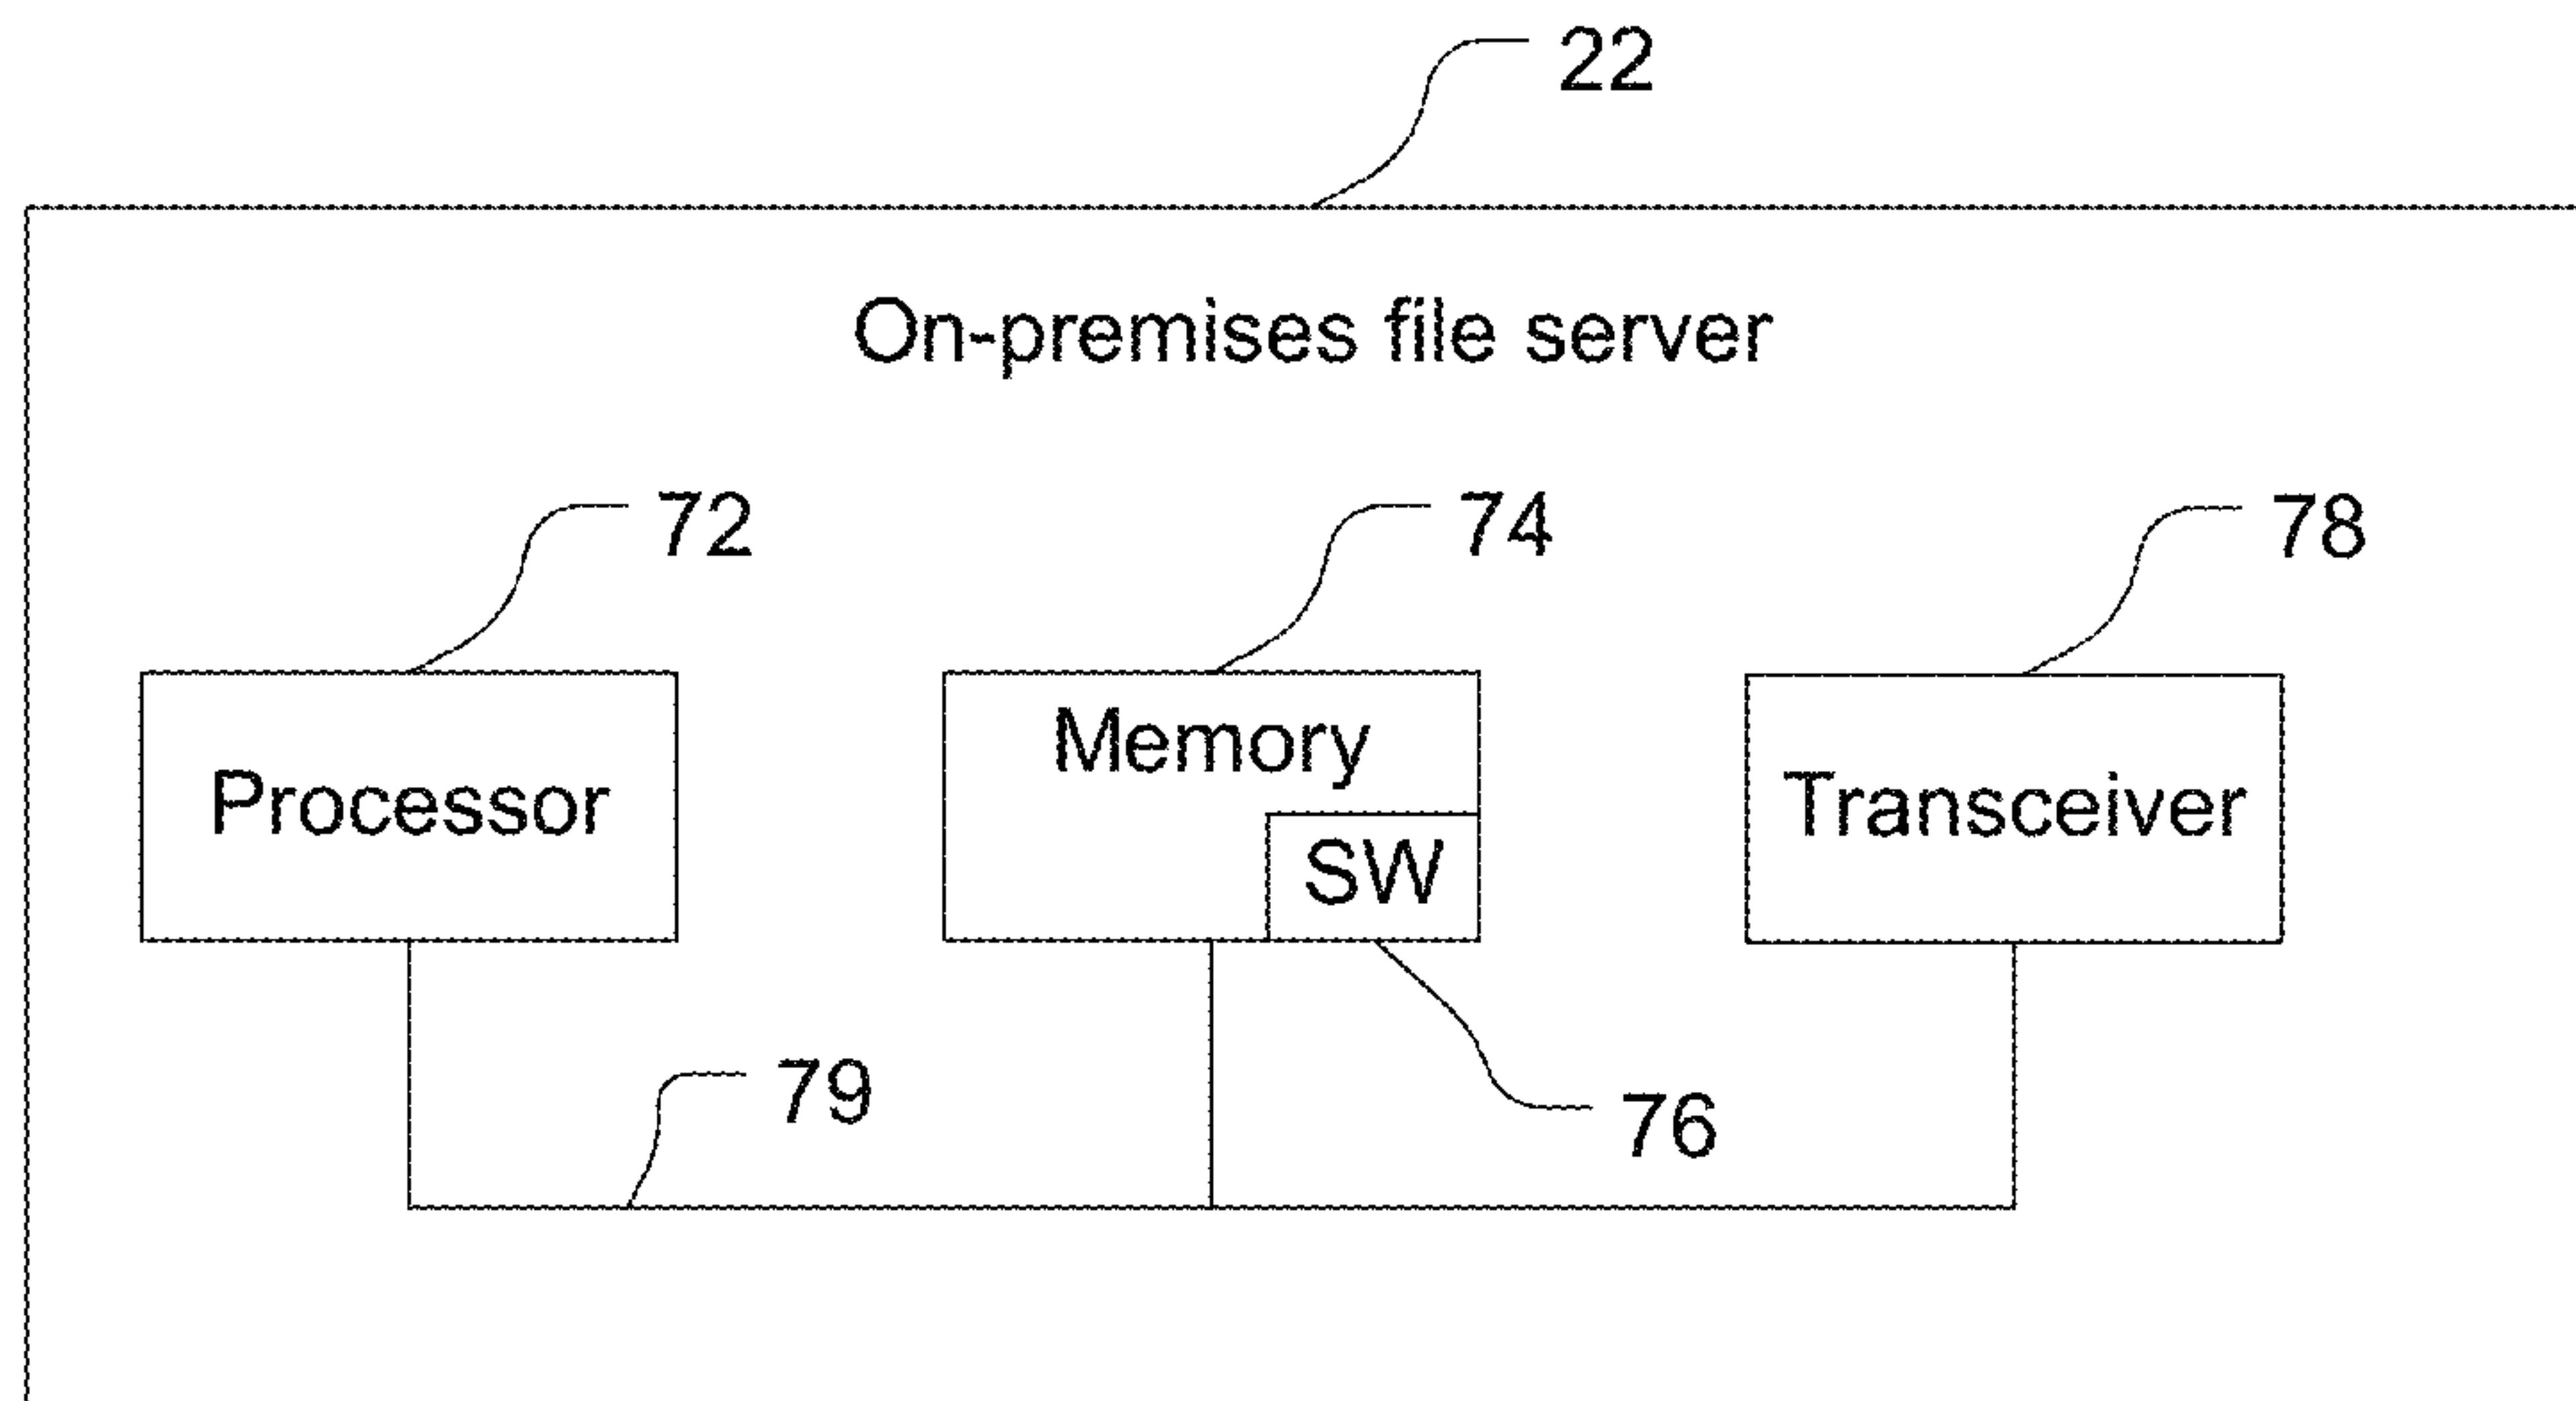 22
On-premises file server
72
74
78
Processor
Memory
SW
Transceiver
79
76